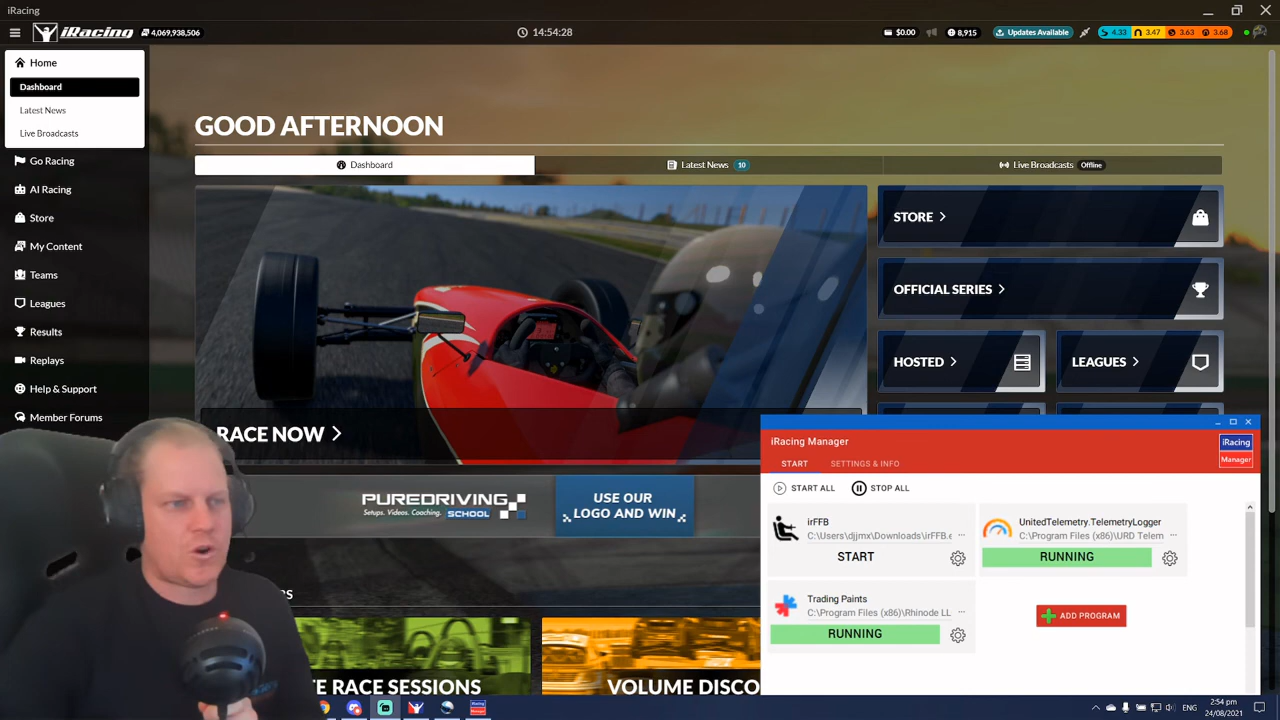 iRacing
iRacing 4,069,938,506
14:54:28
$0.00
8,915
Updates Available
4.33
3.47
3.63
3.68
Home
Dashboard
Latest News
Live Broadcasts
Go Racing
AI Racing
Store
My Content
Teams
Leagues
Results
Replays
Help & Support
Member Forums
GOOD AFTERNOON
Dashboard
Latest News 10
Live Broadcasts Offline
RACE NOW
STORE
OFFICIAL SERIES
HOSTED
LEAGUES
PUREDRIVING
Setups. Videos. Coaching. SCHOOL
USE OUR
LOGO AND WIN
E RACE SESSIONS
VOLUME DISCO
iRacing Manager
iRacing
Manager
START
SETTINGS & INFO
START ALL
STOP ALL
irFFB
C:\Users\djjmx\Downloads\irFFB.e ...
START
UnitedTelemetry.TelemetryLogger
C:\Program Files (x86)\URD Telem ...
RUNNING
Trading Paints
C:\Program Files (x86)\Rhinode LL ...
RUNNING
ADD PROGRAM
iRacing
Manager
2:54 pm
24/08/2021